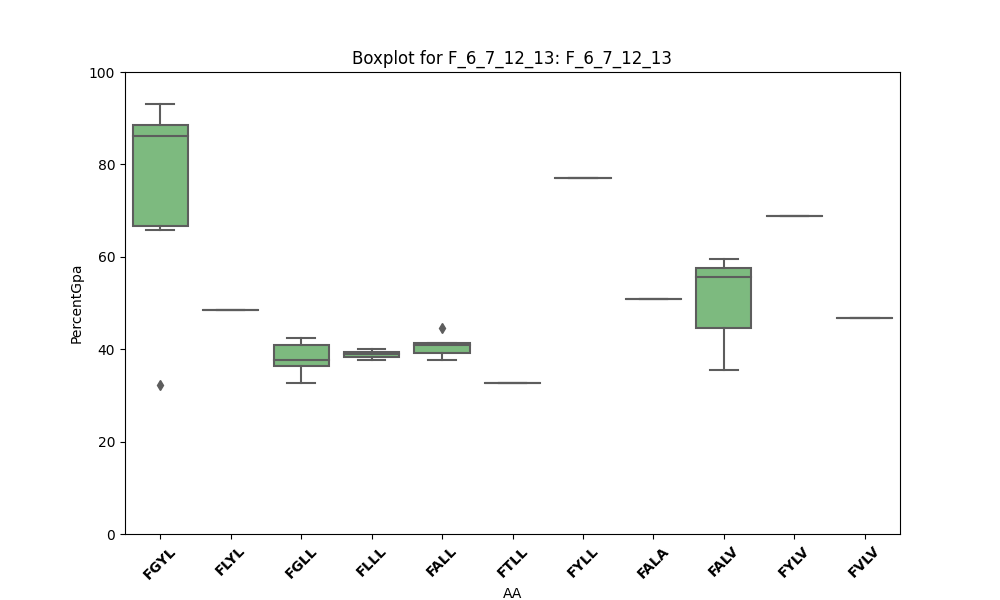 Boxplot for F_6_7_12_13: F_6_7_12_13
100
80
60
40
20
0
PercentGpa
FGYL
FLYL
FGLL
FLLL
FALL
FTLL
FYLL
FALA
FALV
FYLV
FVLV
AA